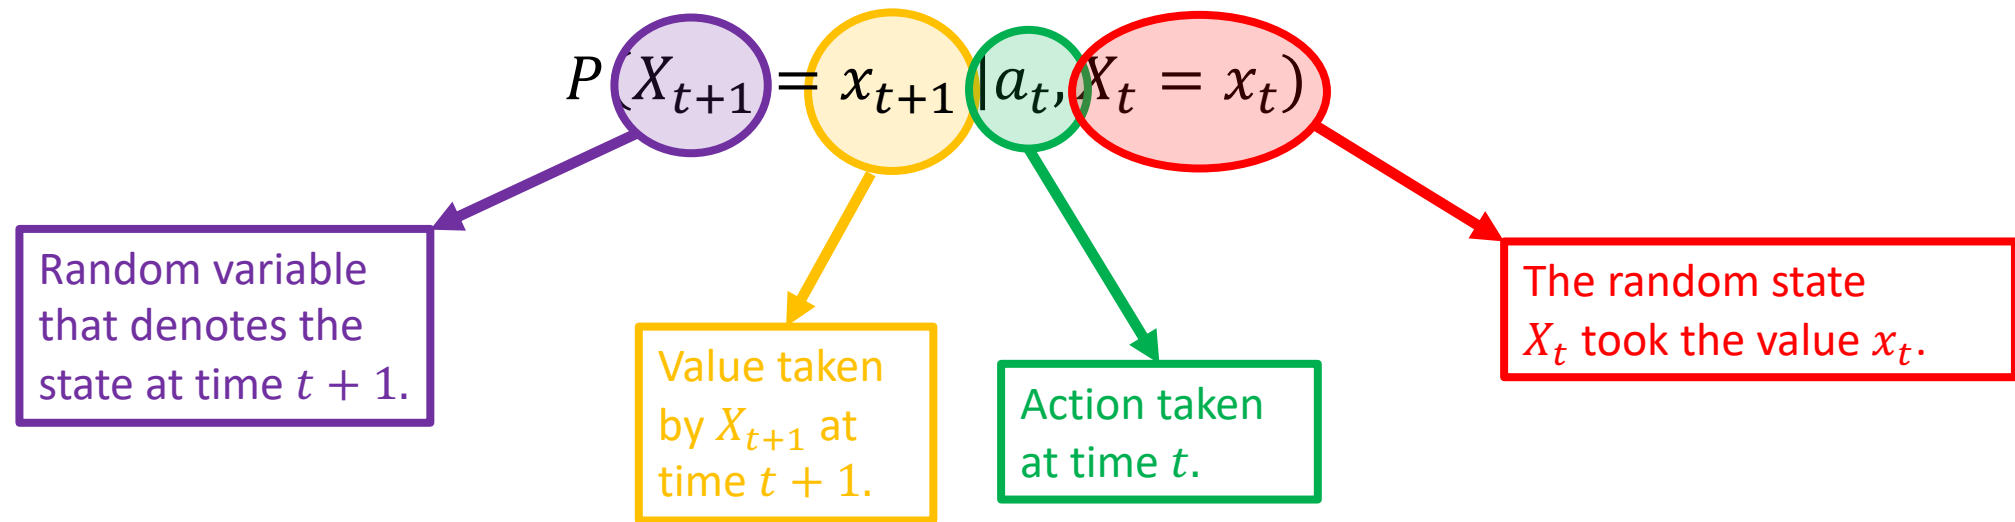 P(X_{t+1} = x_{t+1} |a_t, X_t = x_t)
Random variable
that denotes the
state at time t + 1.
Value taken
by X_{t+1} at
time t + 1.
Action taken
at time t.
The random state
X_t took the value x_t.